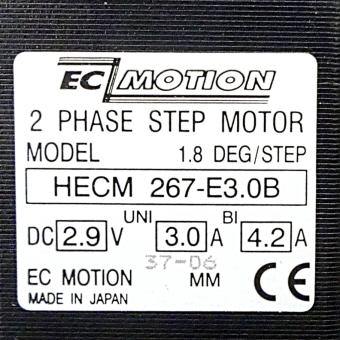 EC MOTION
2 PHASE STEP MOTOR
MODEL 1.8 DEG/STEP
HECM 267-E3.0B
UNI BI
DC 2.9 V 3.0 A 4.2 A
37-06
EC MOTION MM CE
MADE IN JAPAN